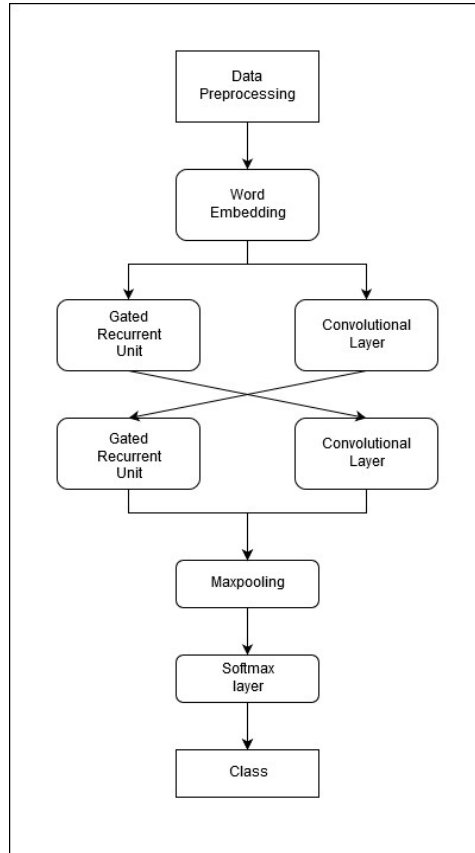 Data
Preprocessing
Word
Embedding
Gated
Recurrent
Unit
Convolutional
Layer
Gated
Recurrent
Unit
Convolutional
Layer
Maxpooling
Softmax
layer
Class